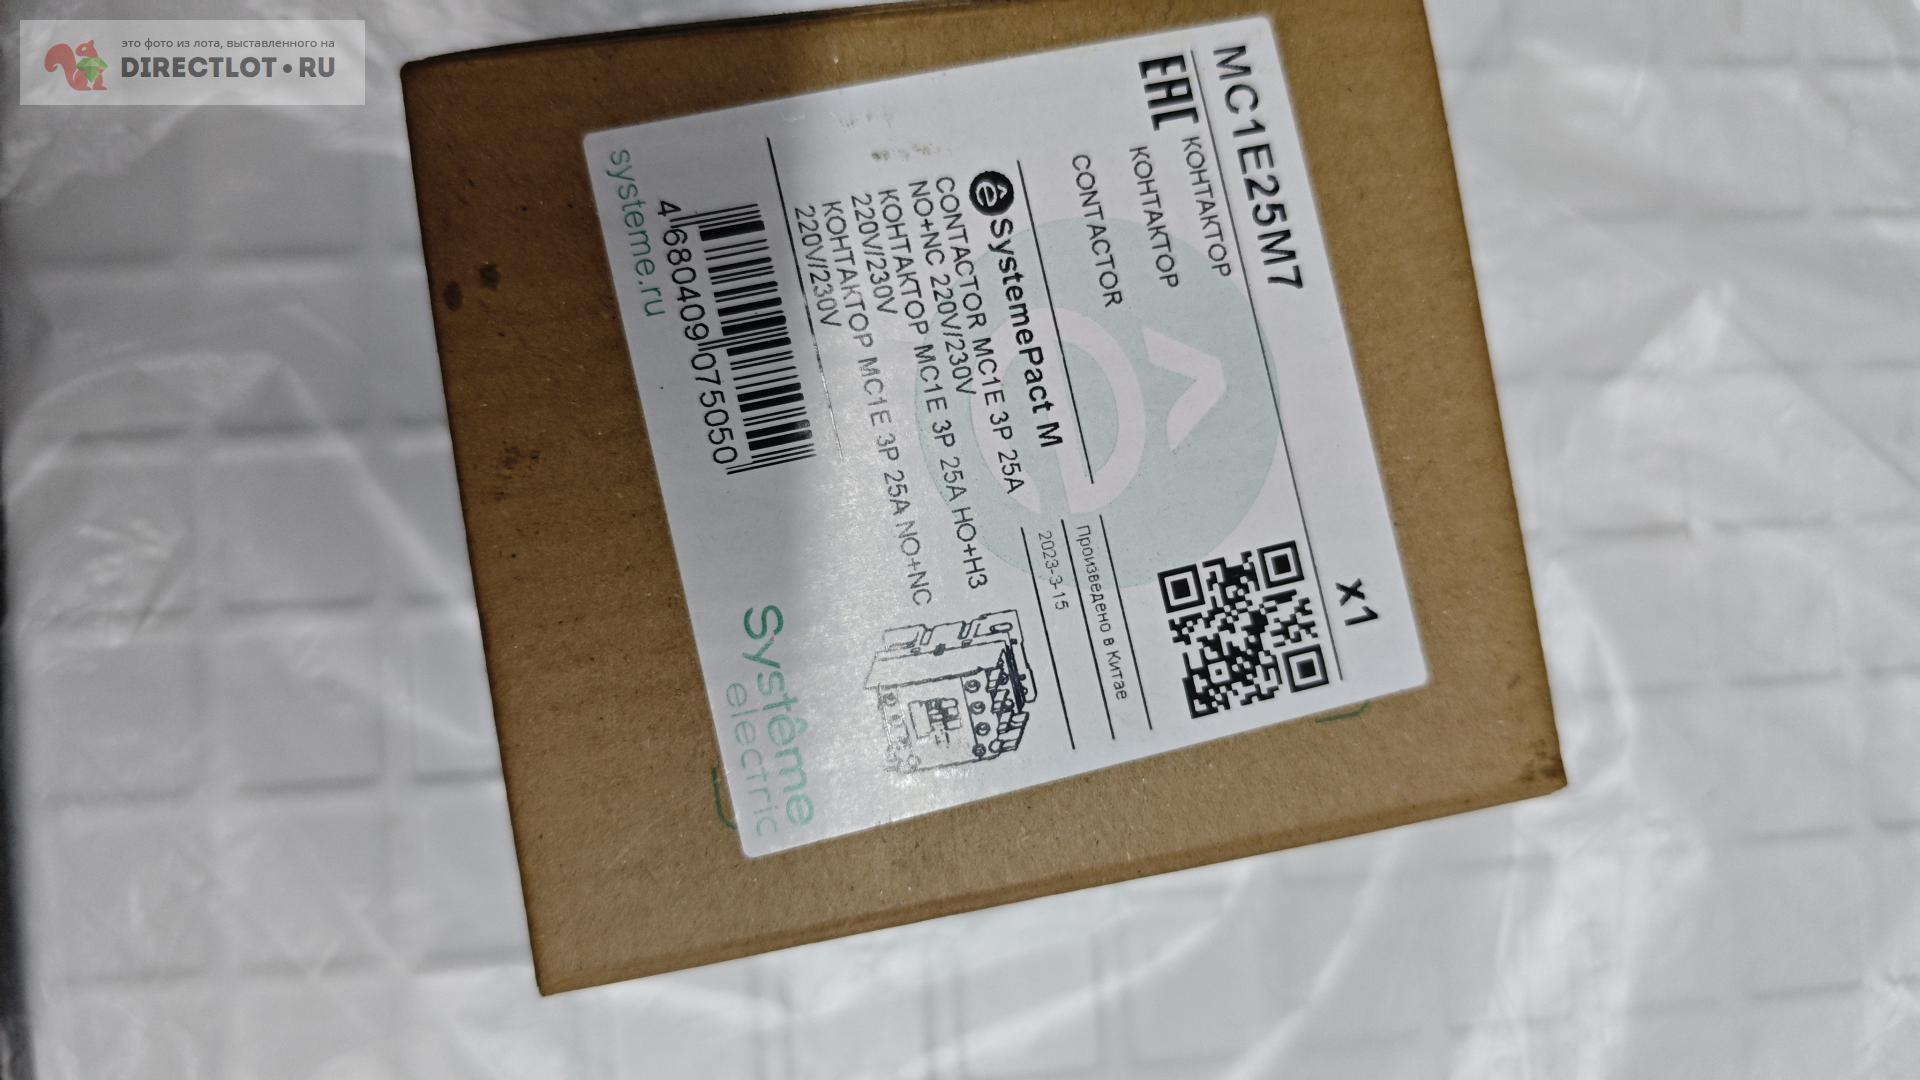 это фото из лота, выставленного на
DIRECTLOT.RU
MC1E25M7
x1
КОНТАКТОР
EAC
КОНТАКТОР
CONTACTOR
Произведено в Китае
2023-3-15
ê SystemePact M
CONTACTOR MC1E 3P 25A
NO+NC 220V/230V
КОНТАКТОР MC1E 3P 25A НО+НЗ
220V/230V
КОНТАКТОР MC1E 3P 25A NO+NC
220V/230V
4 680409 075050
systeme.ru
Systême
electric